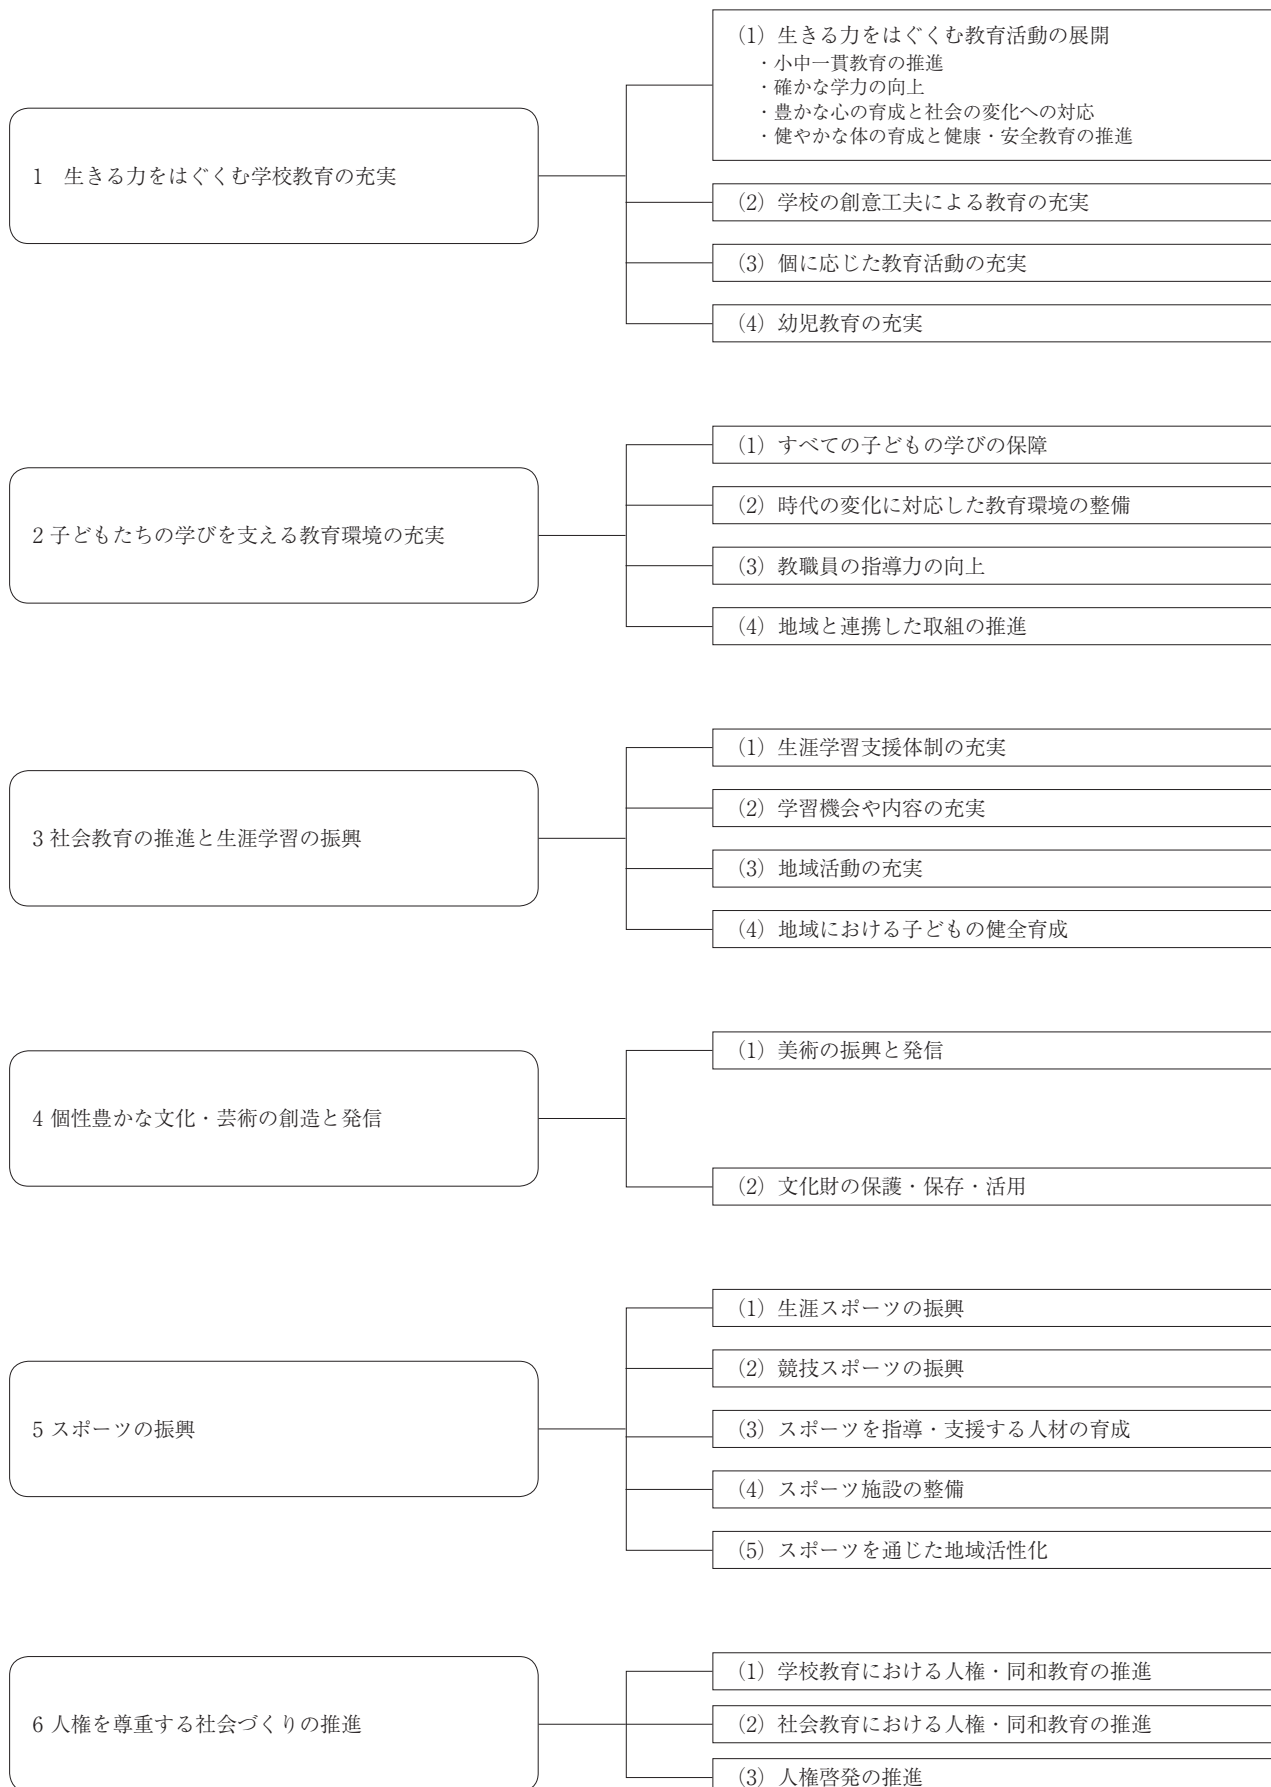 1 生きる力をはぐくむ学校教育の充実
(1) 生きる力をはぐくむ教育活動の展開
・小中一貫教育の推進
・確かな学力の向上
・豊かな心の育成と社会の変化への対応
・健やかな体の育成と健康・安全教育の推進
(2) 学校の創意工夫による教育の充実
(3) 個に応じた教育活動の充実
(4) 幼児教育の充実
2 子どもたちの学びを支える教育環境の充実
(1) すべての子どもの学びの保障
(2) 時代の変化に対応した教育環境の整備
(3) 教職員の指導力の向上
(4) 地域と連携した取組の推進
3 社会教育の推進と生涯学習の振興
(1) 生涯学習支援体制の充実
(2) 学習機会や内容の充実
(3) 地域活動の充実
(4) 地域における子どもの健全育成
4 個性豊かな文化・芸術の創造と発信
(1) 美術の振興と発信
(2) 文化財の保護・保存・活用
5 スポーツの振興
(1) 生涯スポーツの振興
(2) 競技スポーツの振興
(3) スポーツを指導・支援する人材の育成
(4) スポーツ施設の整備
(5) スポーツを通じた地域活性化
6 人権を尊重する社会づくりの推進
(1) 学校教育における人権・同和教育の推進
(2) 社会教育における人権・同和教育の推進
(3) 人権啓発の推進